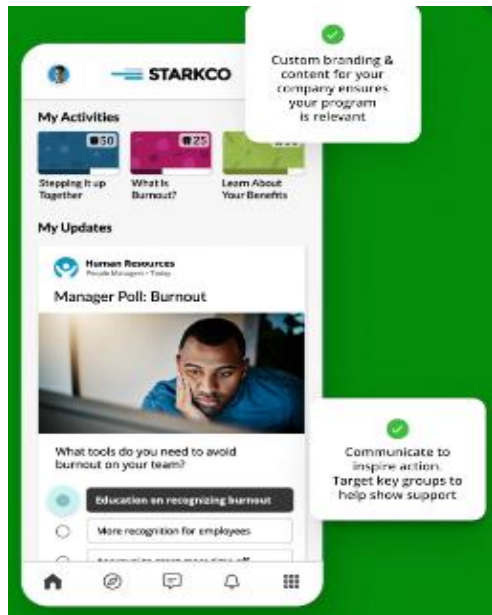 Custom branding &
content for your
company ensures
your program
is relevant
STARKCO
My Activities
50
25
Stepping It up
Together
What Is
Burnout?
Learn About
Your Benefits
My Updates
Human Resources
People Managers • Today
Manager Poll: Burnout
What tools do you need to avoid
burnout on your team?
Education on recognizing burnout
More recognition for employees
Communicate to
inspire action.
Target key groups to
help show support